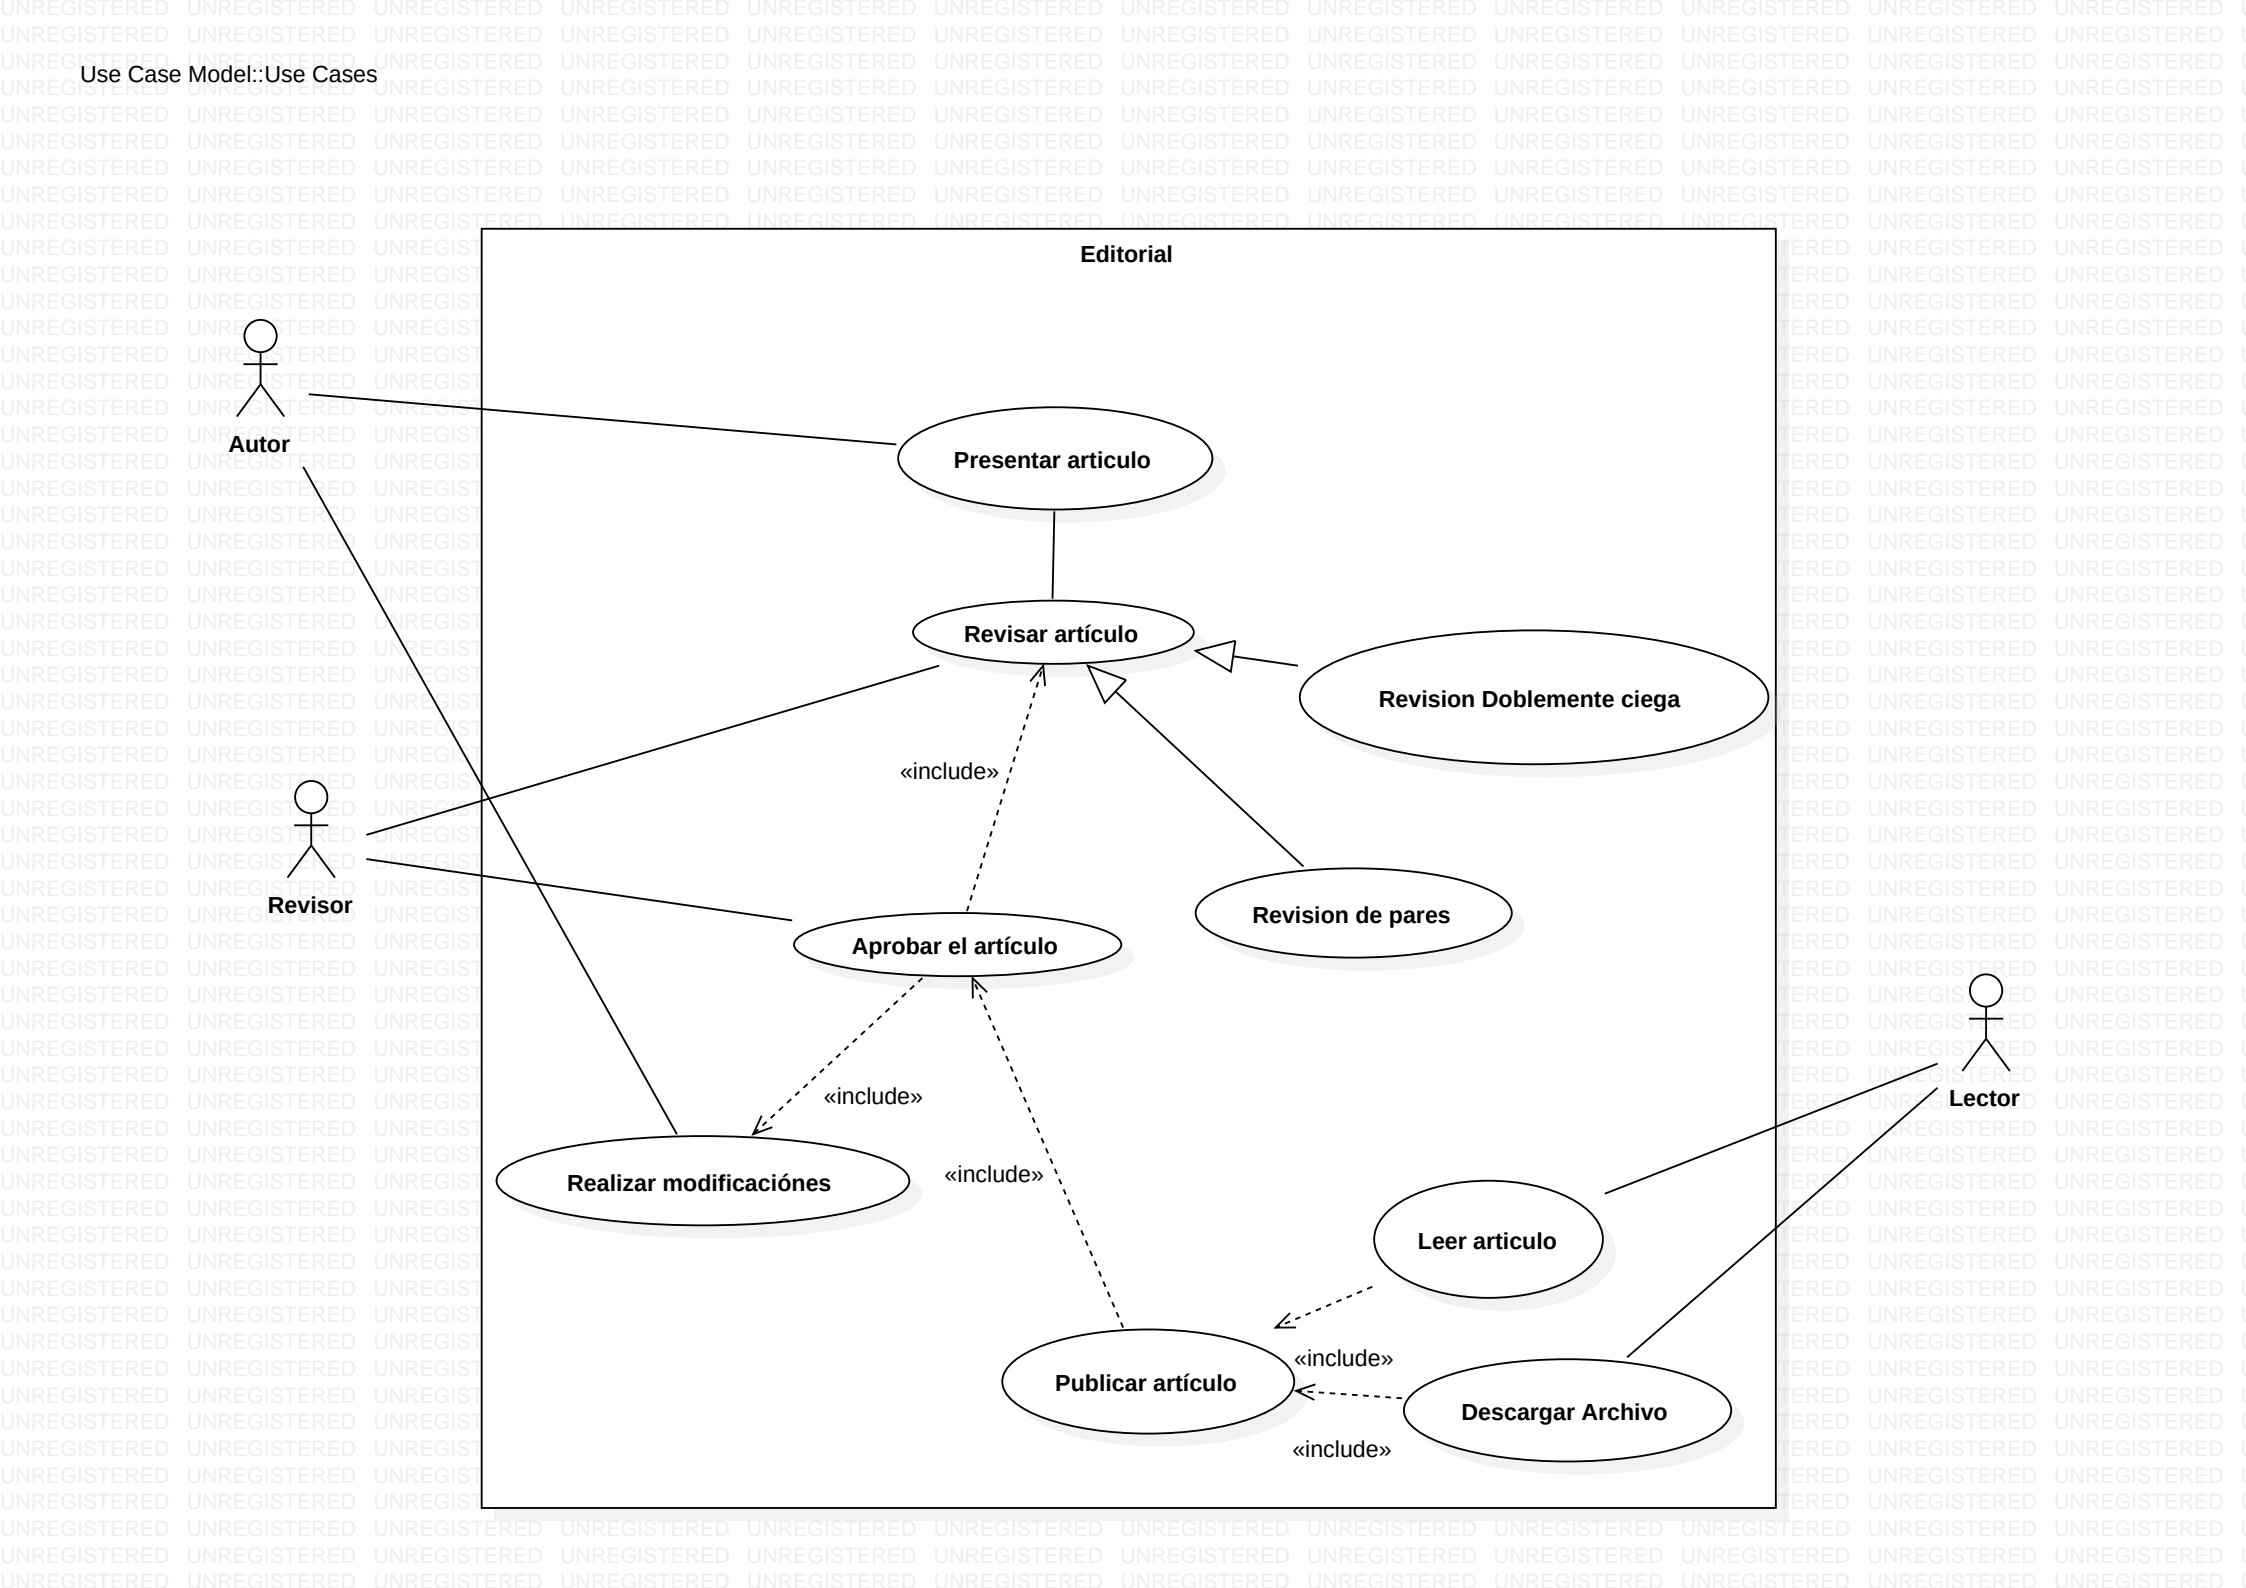 Use Case Model::Use Cases
Editorial
Autor
Presentar articulo
Revisar artículo
Revision Doblemente ciega
«include»
Revisor
Revision de pares
Aprobar el artículo
«include»
Lector
«include»
Realizar modificaciónes
Leer articulo
«include»
Publicar artículo
Descargar Archivo
«include»
UNREGISTERED